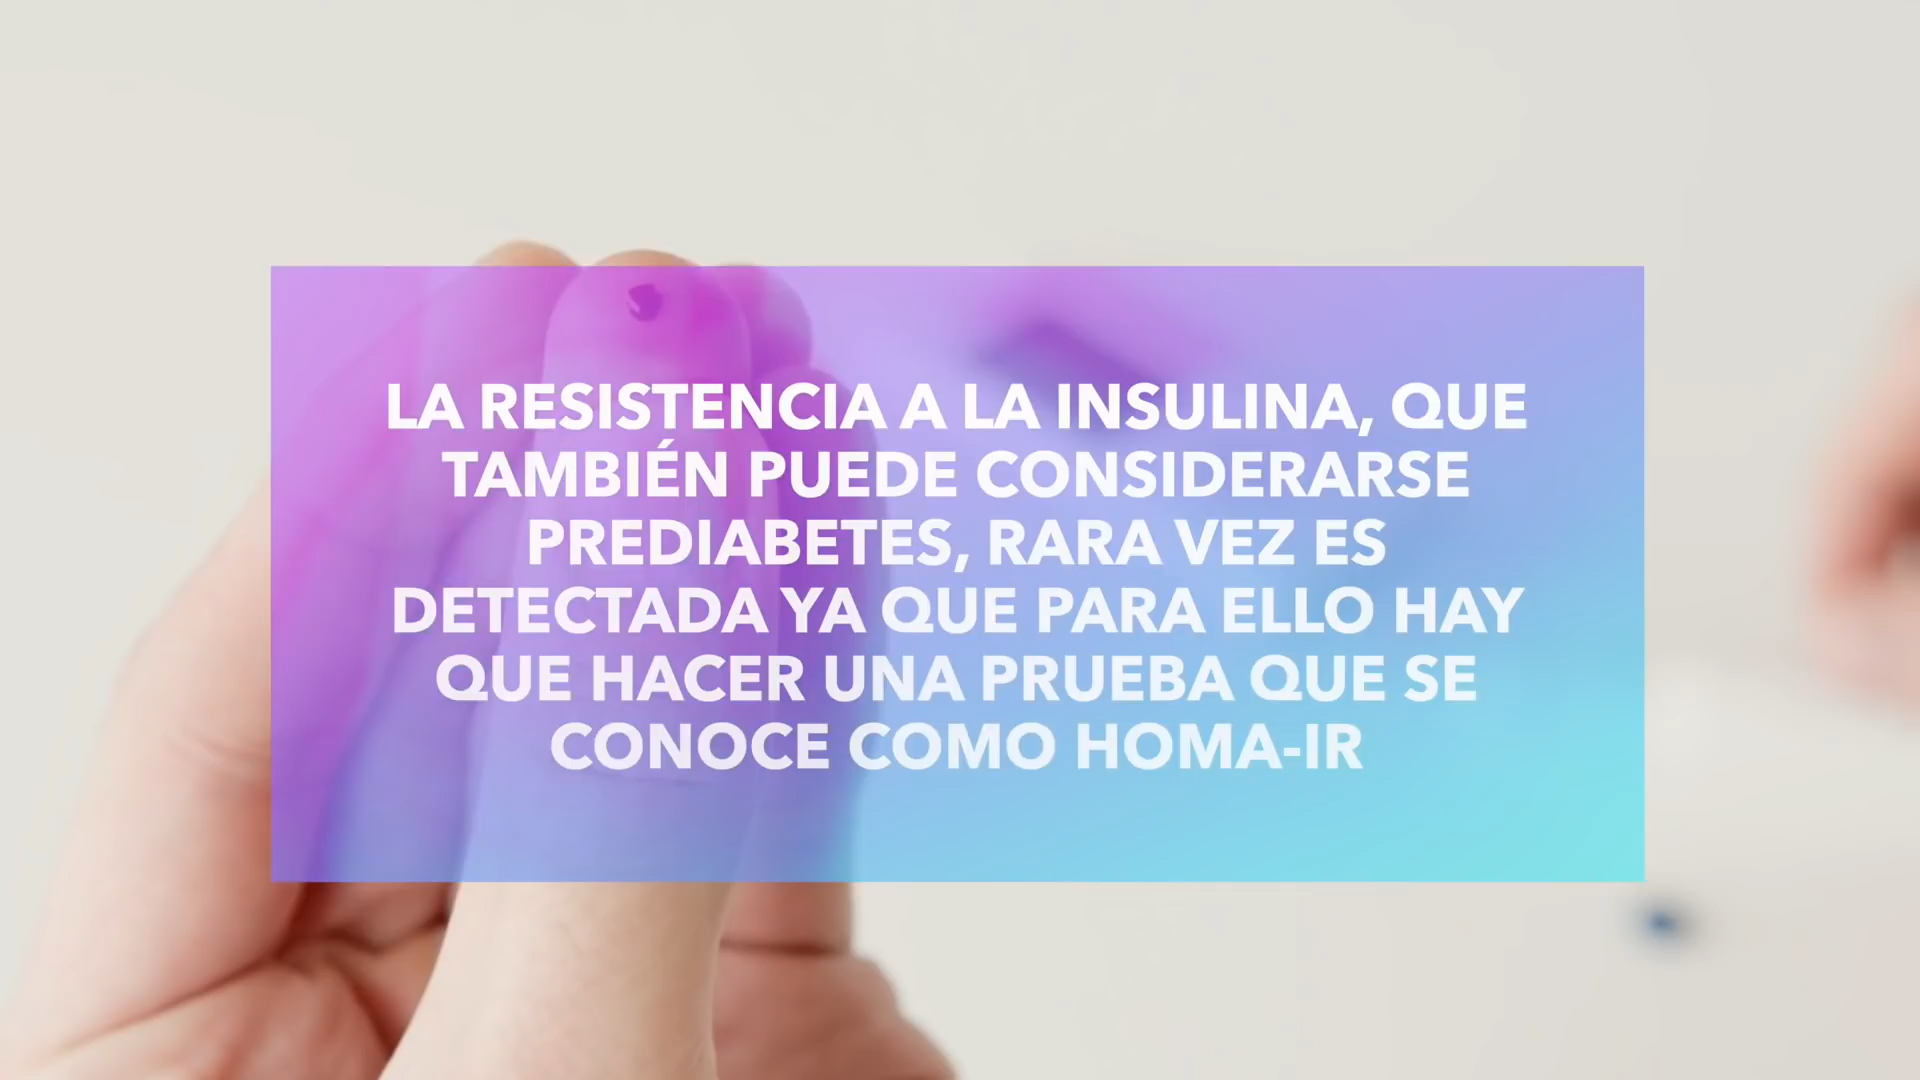 LA RESISTENCIA A LA INSULINA, QUE
TAMBIÉN PUEDE CONSIDERARSE
PREDIABETES, RARA VEZ ES
DETECTADA YA QUE PARA ELLO HAY
QUE HACER UNA PRUEBA QUE SE
CONOCE COMO HOMA-IR